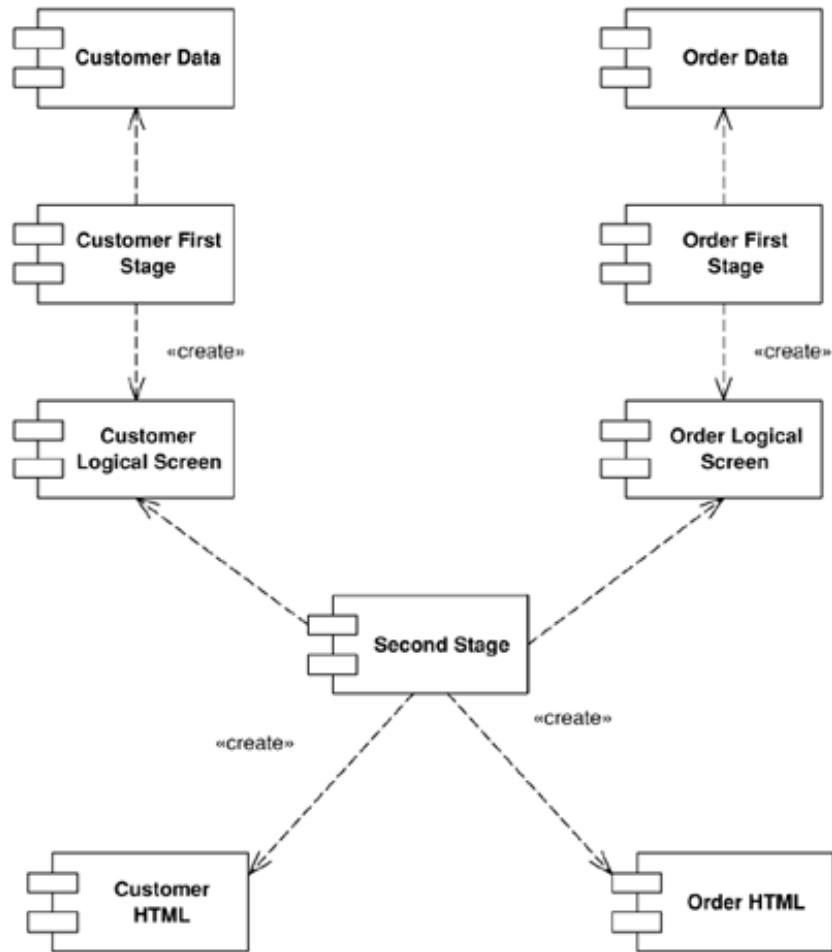 Customer Data
Order Data
Customer First
Stage
Order First
Stage
«create»
«create»
Customer
Logical Screen
Order Logical
Screen
Second Stage
«create»
«create»
Customer
HTML
Order HTML